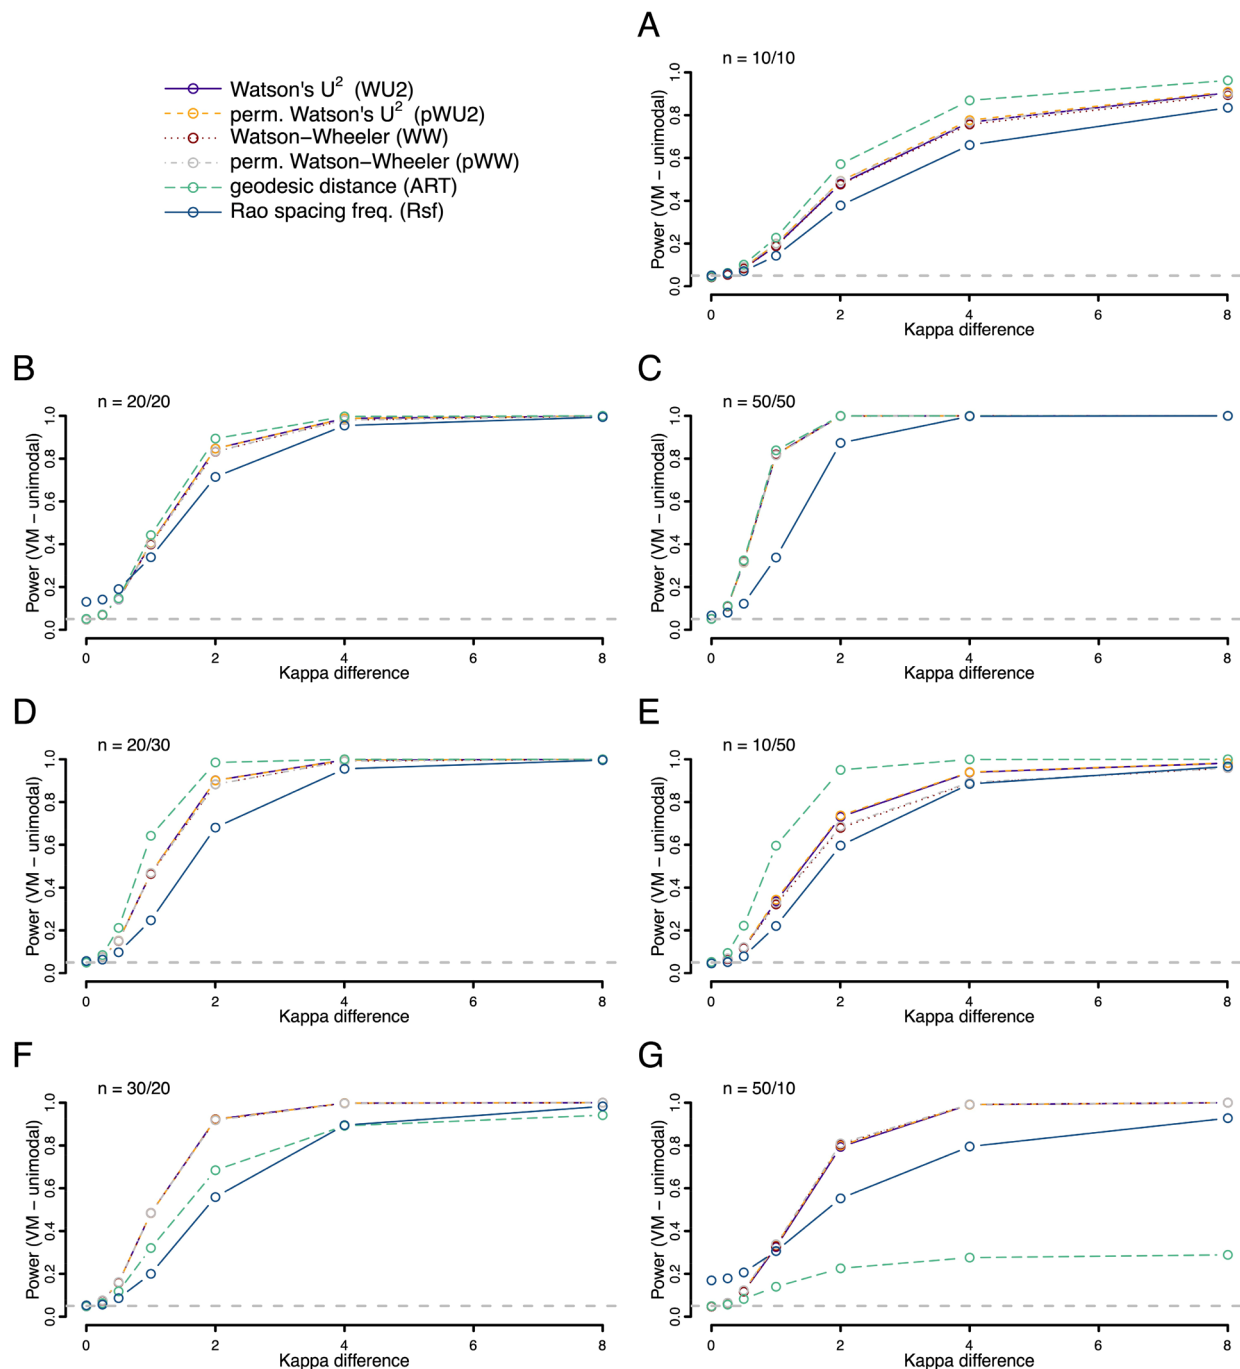 A
n = 10/10
Watson's U² (WU2)
perm. Watson's U² (pWU2)
Watson−Wheeler (WW)
perm. Watson−Wheeler (pWW)
geodesic distance (ART)
Rao spacing freq. (Rsf)
Power (VM − unimodal)
0.0 0.2 0.4 0.6 0.8 1.0
0 2 4 6 8
Kappa difference
B
n = 20/20
Power (VM − unimodal)
0.0 0.2 0.4 0.6 0.8 1.0
0 2 4 6 8
Kappa difference
C
n = 50/50
Power (VM − unimodal)
0.0 0.2 0.4 0.6 0.8 1.0
0 2 4 6 8
Kappa difference
D
n = 20/30
Power (VM − unimodal)
0.0 0.2 0.4 0.6 0.8 1.0
0 2 4 6 8
Kappa difference
E
n = 10/50
Power (VM − unimodal)
0.0 0.2 0.4 0.6 0.8 1.0
0 2 4 6 8
Kappa difference
F
n = 30/20
Power (VM − unimodal)
0.0 0.2 0.4 0.6 0.8 1.0
0 2 4 6 8
Kappa difference
G
n = 50/10
Power (VM − unimodal)
0.0 0.2 0.4 0.6 0.8 1.0
0 2 4 6 8
Kappa difference